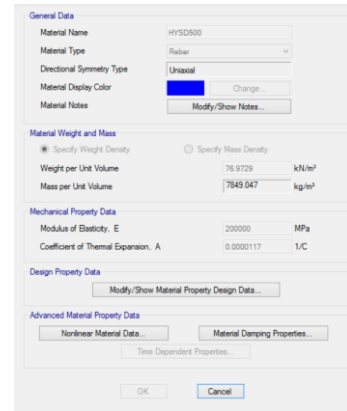 General Data
Material Name HYSD500
Material Type Rebar
Directional Symmetry Type Uniaxial
Material Display Color Change...
Material Notes Modify/Show Notes...
Material Weight and Mass
Specify Weight Density Specify Mass Density
Weight per Unit Volume 76.9729 kN/m³
Mass per Unit Volume 7849.047 kg/m³
Mechanical Property Data
Modulus of Elasticity, E 200000 MPa
Coefficient of Thermal Expansion, A 0.0000117 1/C
Design Property Data
Modify/Show Material Property Design Data...
Advanced Material Property Data
Nonlinear Material Data... Material Damping Properties...
Time Dependent Properties...
OK Cancel